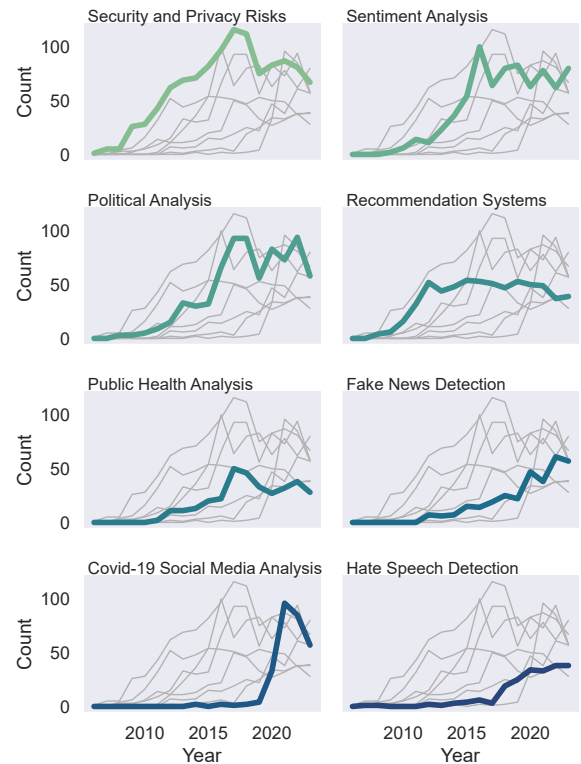 Security and Privacy Risks
Sentiment Analysis
100
50
0
Count
Political Analysis
Recommendation Systems
100
50
0
Count
Public Health Analysis
Fake News Detection
100
50
0
Count
Covid-19 Social Media Analysis
Hate Speech Detection
100
50
0
Count
2010 2020
2010 2020
Year
Year